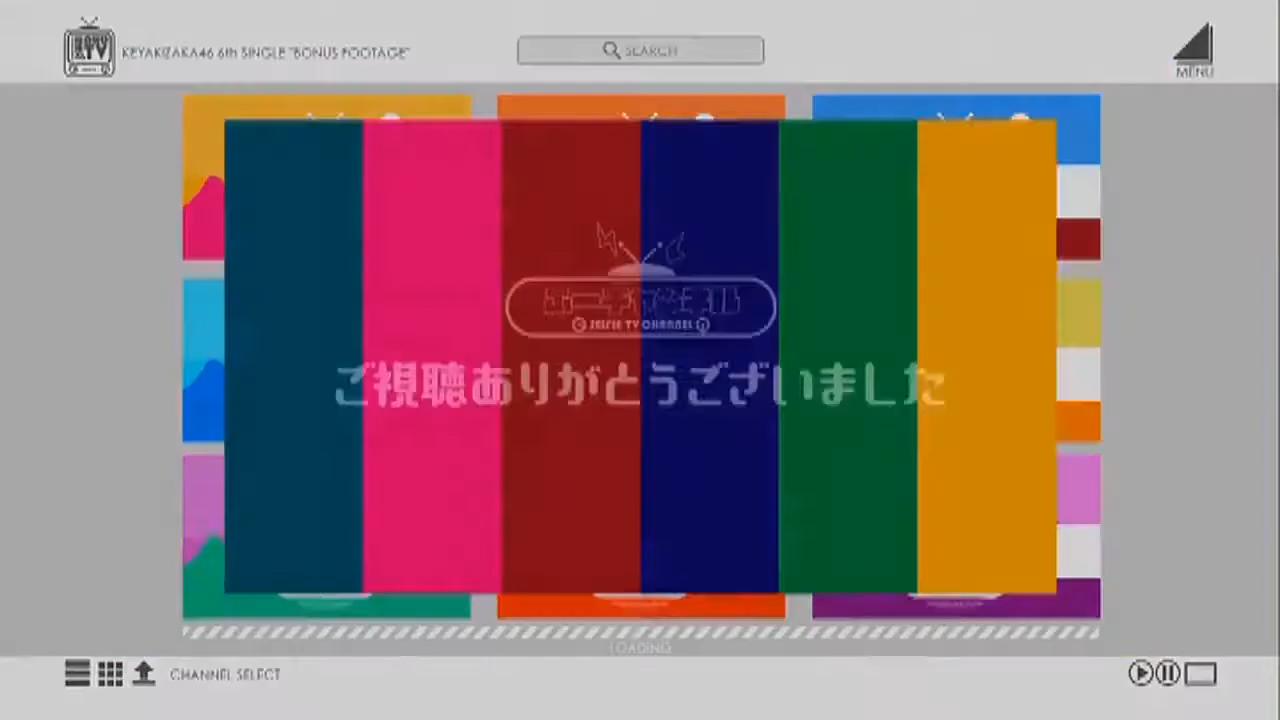 KEYAKIZAKA46 6th SINGLE "BONUS FOOTAGE"
SEARCH
MENU
SELFIE TV CHANNEL
ご視聴ありがとうございました
LOADING
CHANNEL SELECT